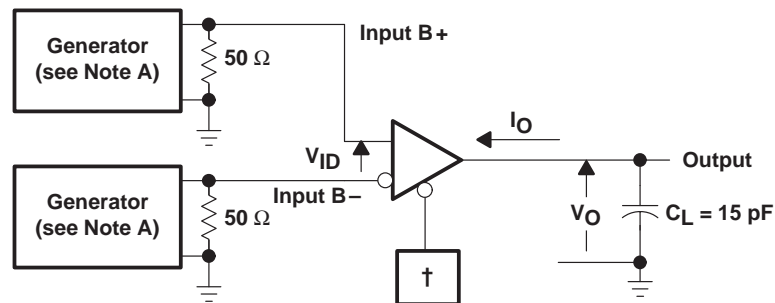 Generator
(see Note A)
50 Ω
Input B+
VID
IO
Output
Generator
(see Note A)
50 Ω
Input B−
VO
CL = 15 pF
†